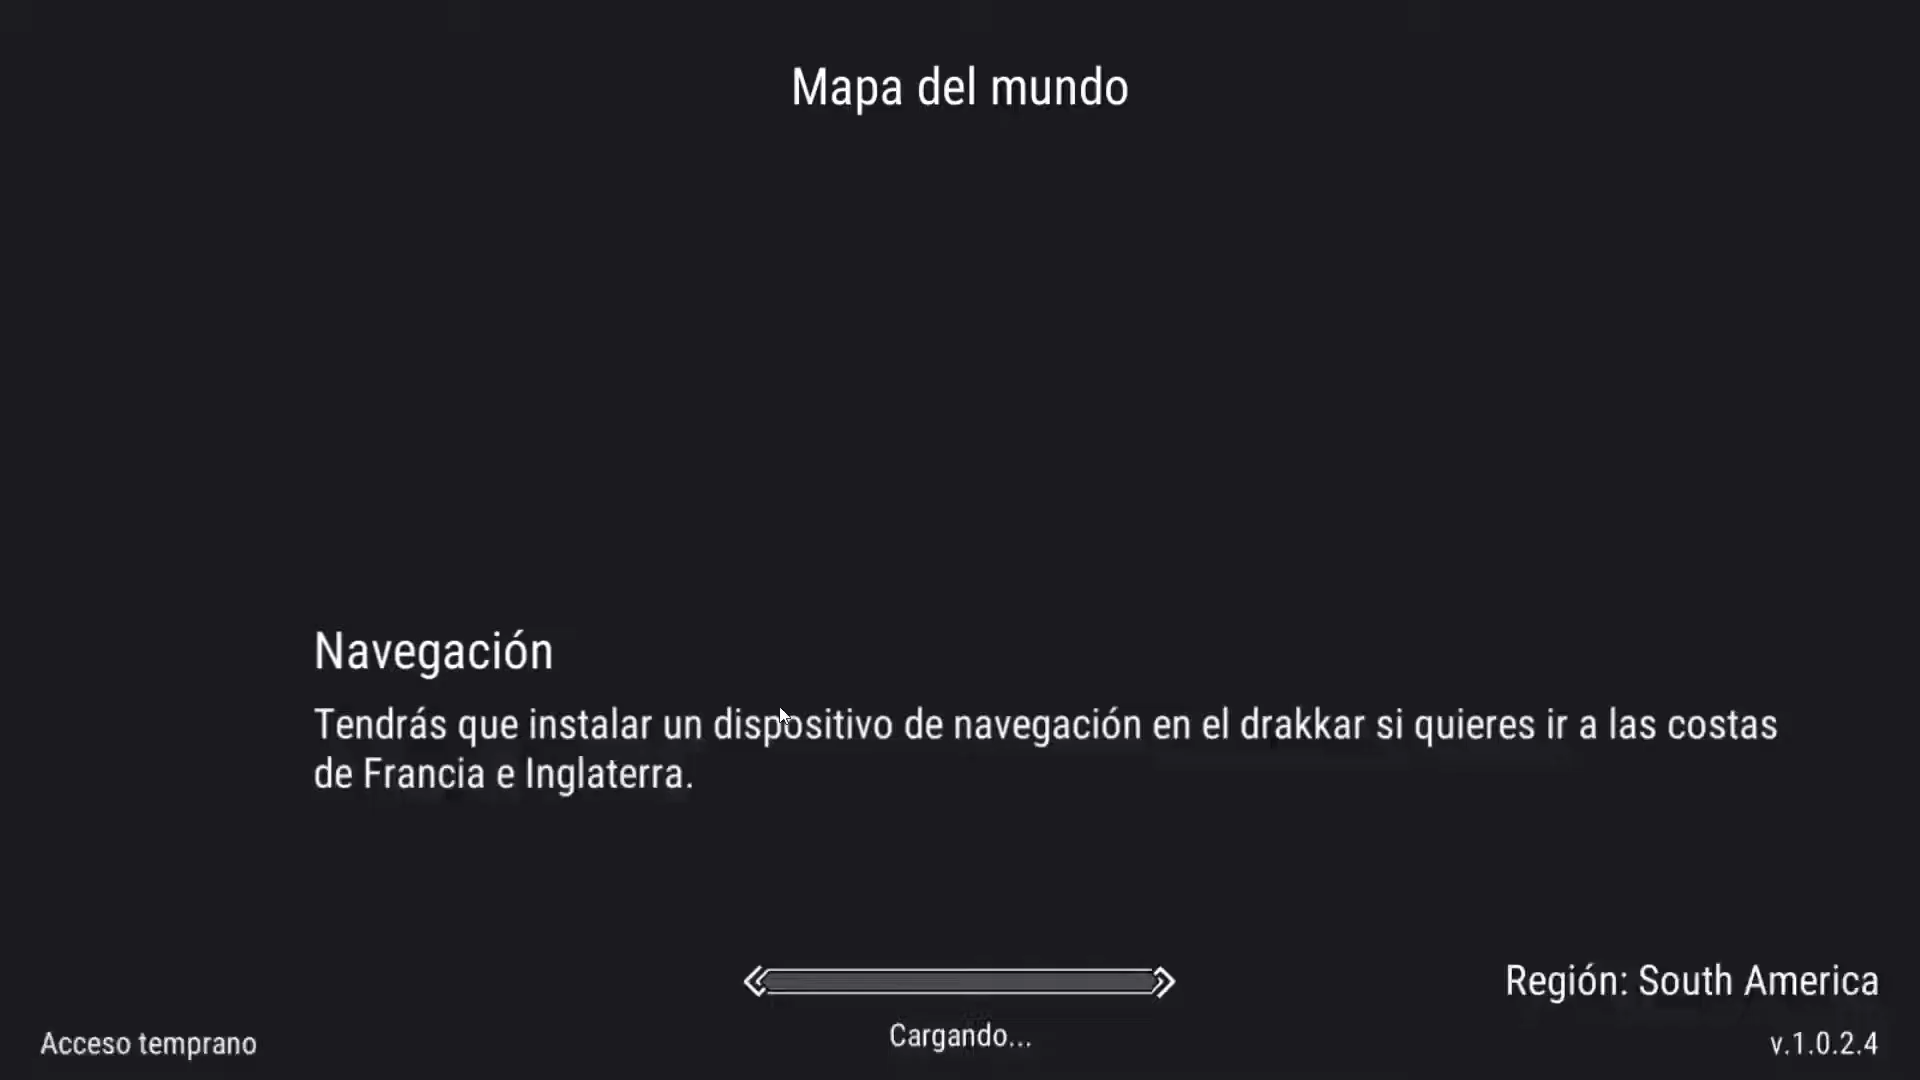 Mapa del mundo
Navegación
Tendrás que instalar un dispositivo de navegación en el drakkar si quieres ir a las costas
de Francia e Inglaterra.
Región: South America
Cargando...
Acceso temprano
v.1.0.2.4